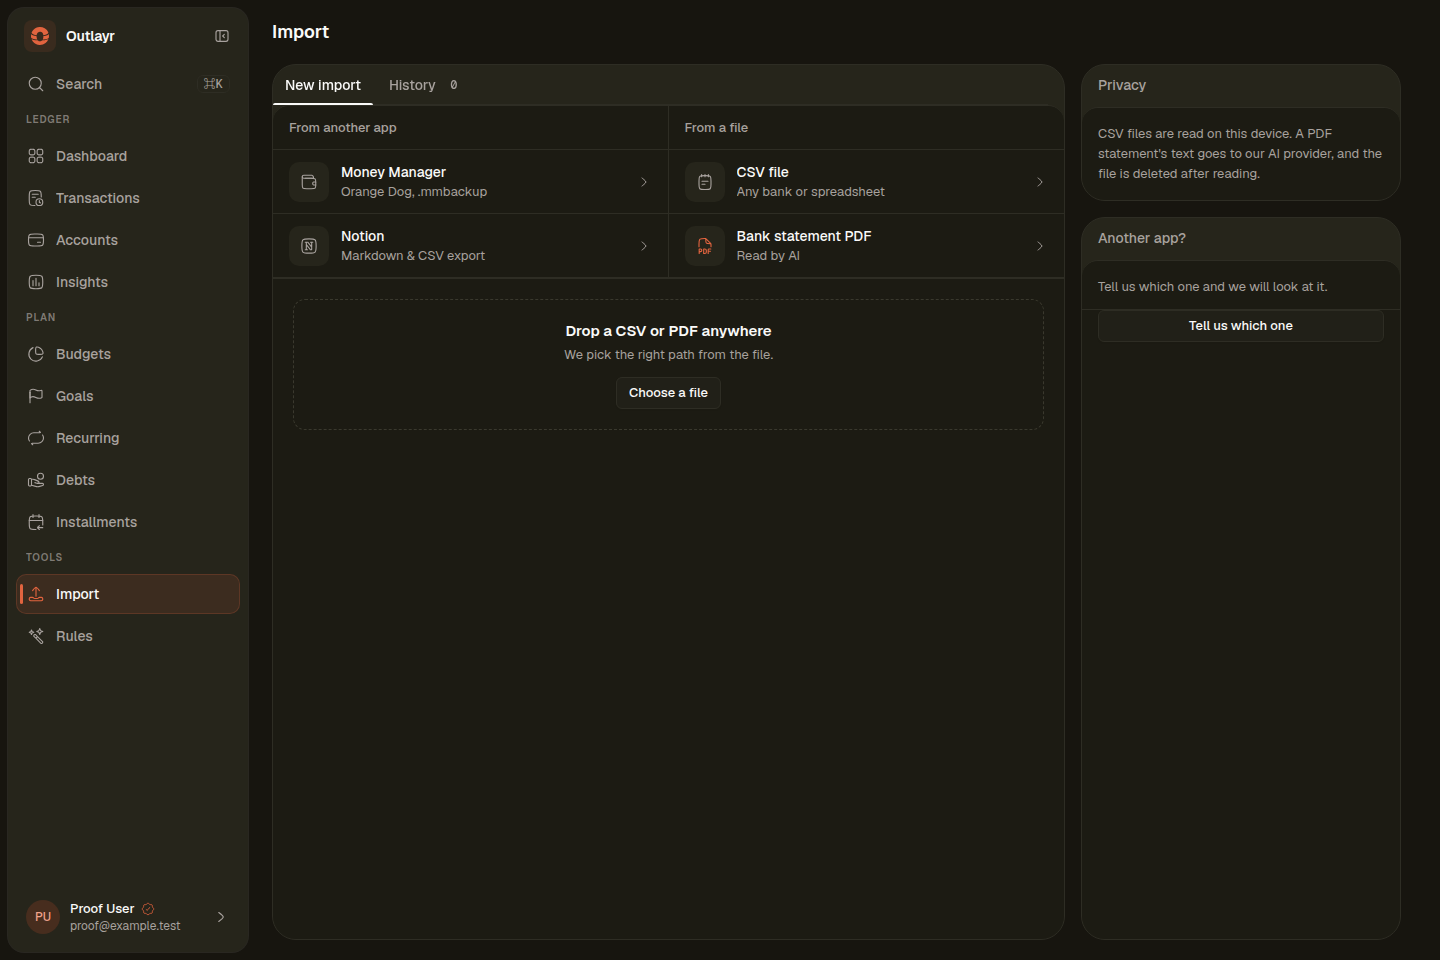 Outlayr
Search ⌘K
LEDGER
Dashboard
Transactions
Accounts
Insights
PLAN
Budgets
Goals
Recurring
Debts
Installments
TOOLS
Import
Rules
PU
Proof User
proof@example.test
Import
New import
History 0
From another app
Money Manager
Orange Dog, .mmbackup
Notion
Markdown & CSV export
From a file
CSV file
Any bank or spreadsheet
PDF
Bank statement PDF
Read by AI
Drop a CSV or PDF anywhere
We pick the right path from the file.
Choose a file
Privacy
CSV files are read on this device. A PDF
statement's text goes to our AI provider, and the
file is deleted after reading.
Another app?
Tell us which one and we will look at it.
Tell us which one